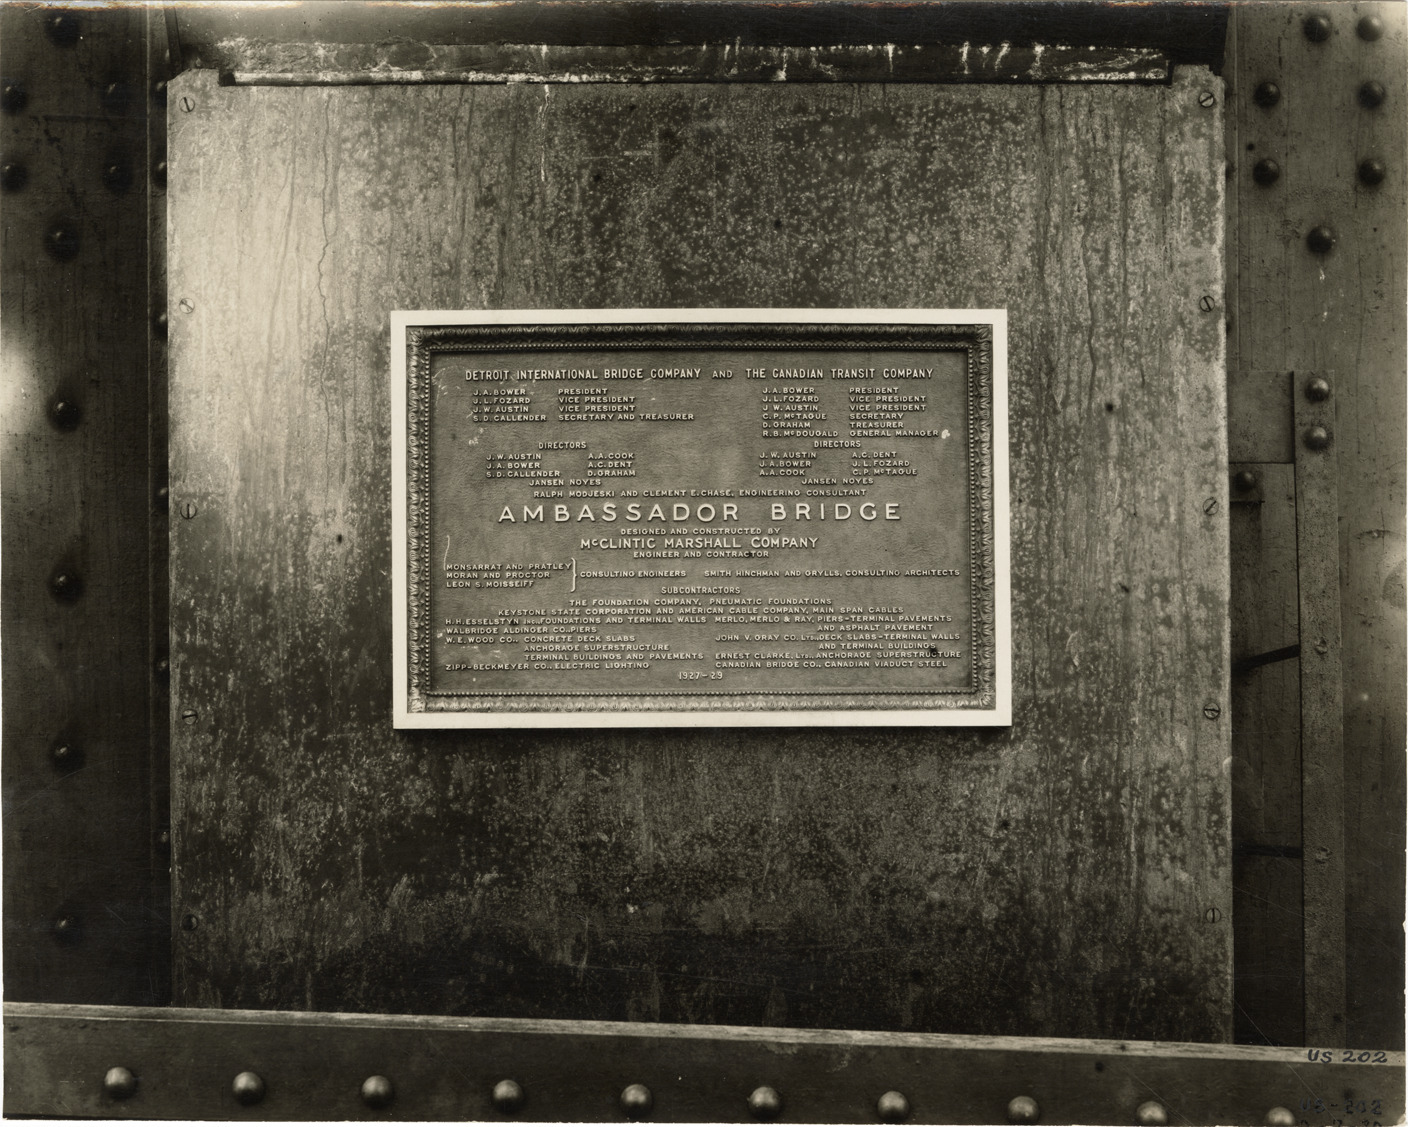 DETROIT INTERNATIONAL BRIDGE COMPANY AND THE CANADIAN TRANSIT COMPANY
J.A. BOWER PRESIDENT
J.L. FOZARD VICE PRESIDENT
J.W. AUSTIN VICE PRESIDENT
S.D. CALLENDER SECRETARY AND TREASURER
DIRECTORS
J.W. AUSTIN A.A. COOK
J.A. BOWER A.C. DENT
S.D. CALLENDER D. GRAHAM
JANSEN NOYES
J.A. BOWER PRESIDENT
J.L. FOZARD VICE PRESIDENT
J.W. AUSTIN VICE PRESIDENT
C.P. McTAGUE SECRETARY
D. GRAHAM TREASURER
R.B. McDOUGALD GENERAL MANAGER
DIRECTORS
J.W. AUSTIN A.C. DENT
J.A. BOWER J.L. FOZARD
A.A. COOK C.P. McTAGUE
JANSEN NOYES
RALPH MODJESKI AND CLEMENT E. CHASE, ENGINEERING CONSULTANT
AMBASSADOR BRIDGE
DESIGNED AND CONSTRUCTED BY
McCLINTIC MARSHALL COMPANY
ENGINEER AND CONTRACTOR
MONSARRAT AND PRATLEY
MORAN AND PROCTOR
LEON S. MOISSEIFF
CONSULTING ENGINEERS SMITH HINCHMAN AND GRYLLS, CONSULTING ARCHITECTS
SUBCONTRACTORS
THE FOUNDATION COMPANY, PNEUMATIC FOUNDATIONS
KEYSTONE STATE CORPORATION AND AMERICAN CABLE COMPANY, MAIN SPAN CABLES
H.H. ESSELSTYN INC., FOUNDATIONS AND TERMINAL WALLS
WALBRIDGE ALDINGER CO., PIERS
W.E. WOOD CO., CONCRETE DECK SLABS
ANCHORAGE SUPERSTRUCTURE
TERMINAL BUILDINGS AND PAVEMENTS
ZIPP-BECKMEYER CO., ELECTRIC LIGHTING
MERLO, MERLO & RAY, PIERS-TERMINAL PAVEMENTS
AND ASPHALT PAVEMENT
JOHN V. GRAY CO. LTD., DECK SLABS-TERMINAL WALLS
AND TERMINAL BUILDINGS
ERNEST CLARKE, LTD., ANCHORAGE SUPERSTRUCTURE
CANADIAN BRIDGE CO., CANADIAN VIADUCT STEEL
1927-29
US 202